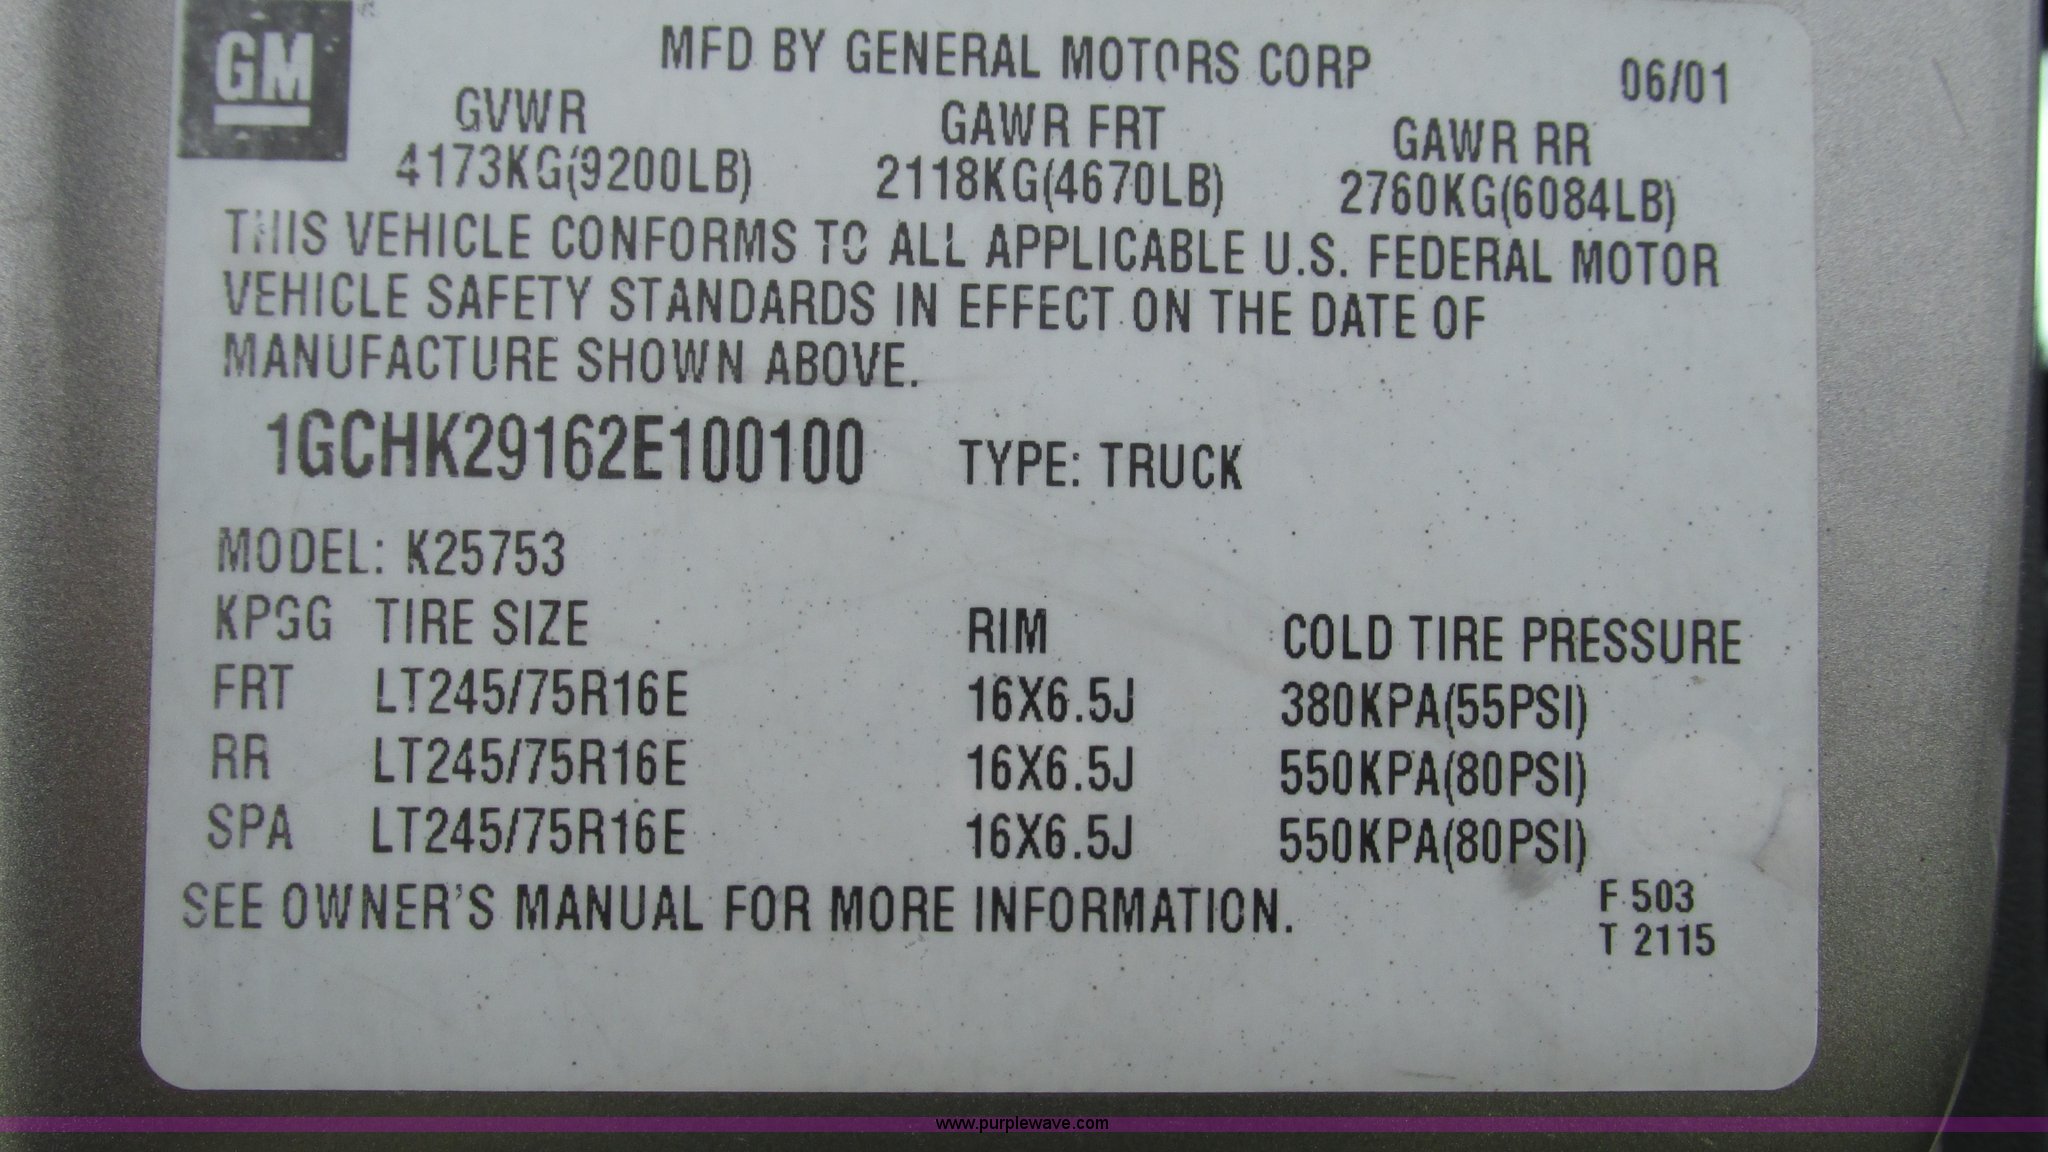 GM
MFD BY GENERAL MOTORS CORP 06/01
GVWR GAWR FRT GAWR RR
4173KG(9200LB) 2118KG(4670LB) 2760KG(6084LB)
THIS VEHICLE CONFORMS TO ALL APPLICABLE U.S. FEDERAL MOTOR
VEHICLE SAFETY STANDARDS IN EFFECT ON THE DATE OF
MANUFACTURE SHOWN ABOVE.
1GCHK29162E100100 TYPE: TRUCK
MODEL: K25753
KPGG TIRE SIZE RIM COLD TIRE PRESSURE
FRT LT245/75R16E 16X6.5J 380KPA(55PSI)
RR LT245/75R16E 16X6.5J 550KPA(80PSI)
SPA LT245/75R16E 16X6.5J 550KPA(80PSI)
SEE OWNER'S MANUAL FOR MORE INFORMATION.
F 503
T 2115
www.purplewave.com